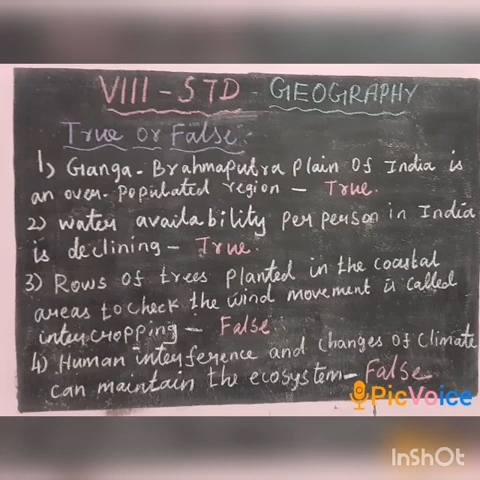 VIII - STD - GEOGRAPHY
True or False:-
1) Ganga - Brahmaputra Plain Of India is
an over-populated region - True.
2) water availability per person in India
is declining - True.
3) Rows of trees planted in the coastal
areas to check the wind movement is called
intercropping - False
4) Human interference and changes of climate
can maintain the ecosystem - False
PicVoice
InShOt